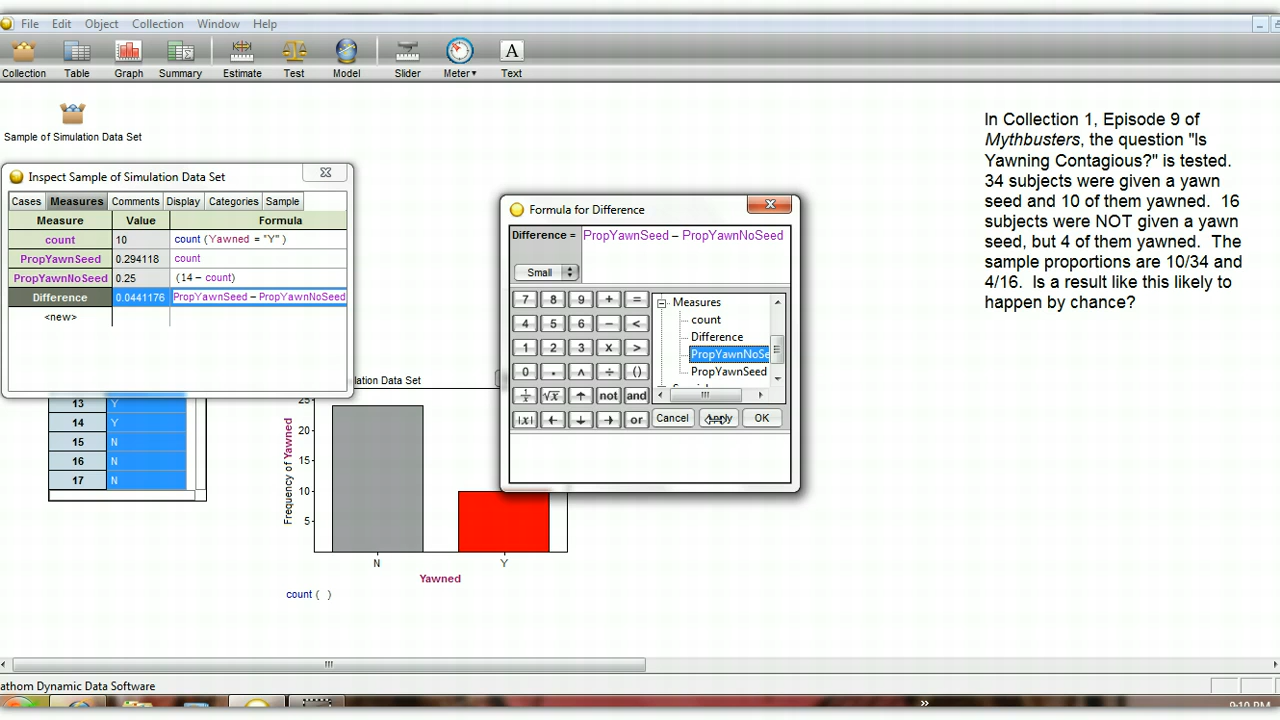 File Edit Object Collection Window Help
Collection Table Graph Summary Estimate Test Model Slider Meter▾ A Text
Sample of Simulation Data Set
Inspect Sample of Simulation Data Set
Cases Measures Comments Display Categories Sample
Measure Value Formula
count 10 count (Yawned = "Y" )
PropYawnSeed 0.294118 count
PropYawnNoSeed 0.25 (14 – count)
Difference 0.0441176 PropYawnSeed – PropYawnNoSeed
<new>
13 Y
14 Y
15 N
16 N
17 N
Data Set
25
20
15
10
5
Frequency of Yawned
N Y
Yawned
count ( )
Formula for Difference
Difference = PropYawnSeed – PropYawnNoSeed
Small
7 8 9 + =
4 5 6 – <
1 2 3 x >
0 . ^ ÷ ()
1/x √x ↑ not and
|x| ← ↓ → or
Measures
count
Difference
PropYawnNoSe
PropYawnSeed
Cancel Apply OK
In Collection 1, Episode 9 of
Mythbusters, the question "Is
Yawning Contagious?" is tested.
34 subjects were given a yawn
seed and 10 of them yawned. 16
subjects were NOT given a yawn
seed, but 4 of them yawned. The
sample proportions are 10/34 and
4/16. Is a result like this likely to
happen by chance?
athom Dynamic Data Software
»
9:10 PM